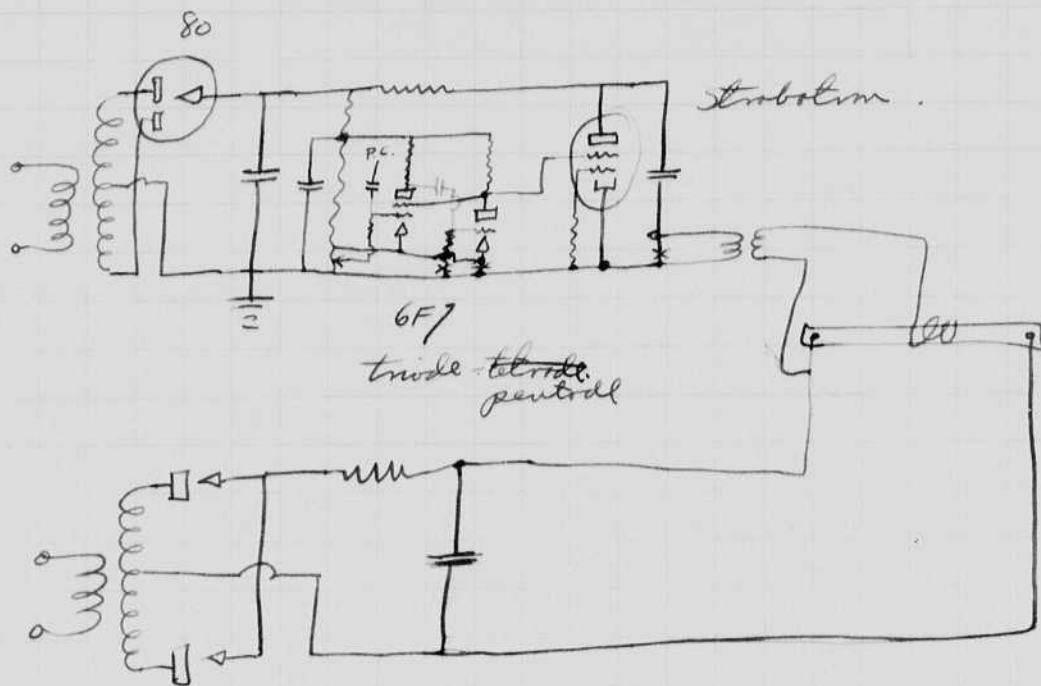 80
Strobotron.
P.C.
6F7
triode-tetrode.
pentode